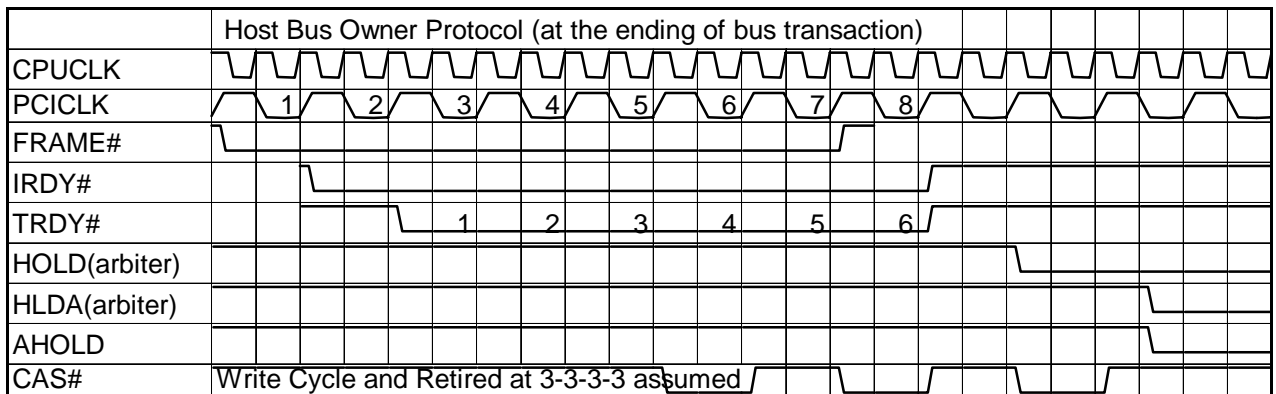 Host Bus Owner Protocol (at the ending of bus transaction)
CPUCLK
PCICLK 1 2 3 4 5 6 7 8
FRAME#
IRDY#
TRDY# 1 2 3 4 5 6
HOLD(arbiter)
HLDA(arbiter)
AHOLD
CAS# Write Cycle and Retired at 3-3-3-3 assumed